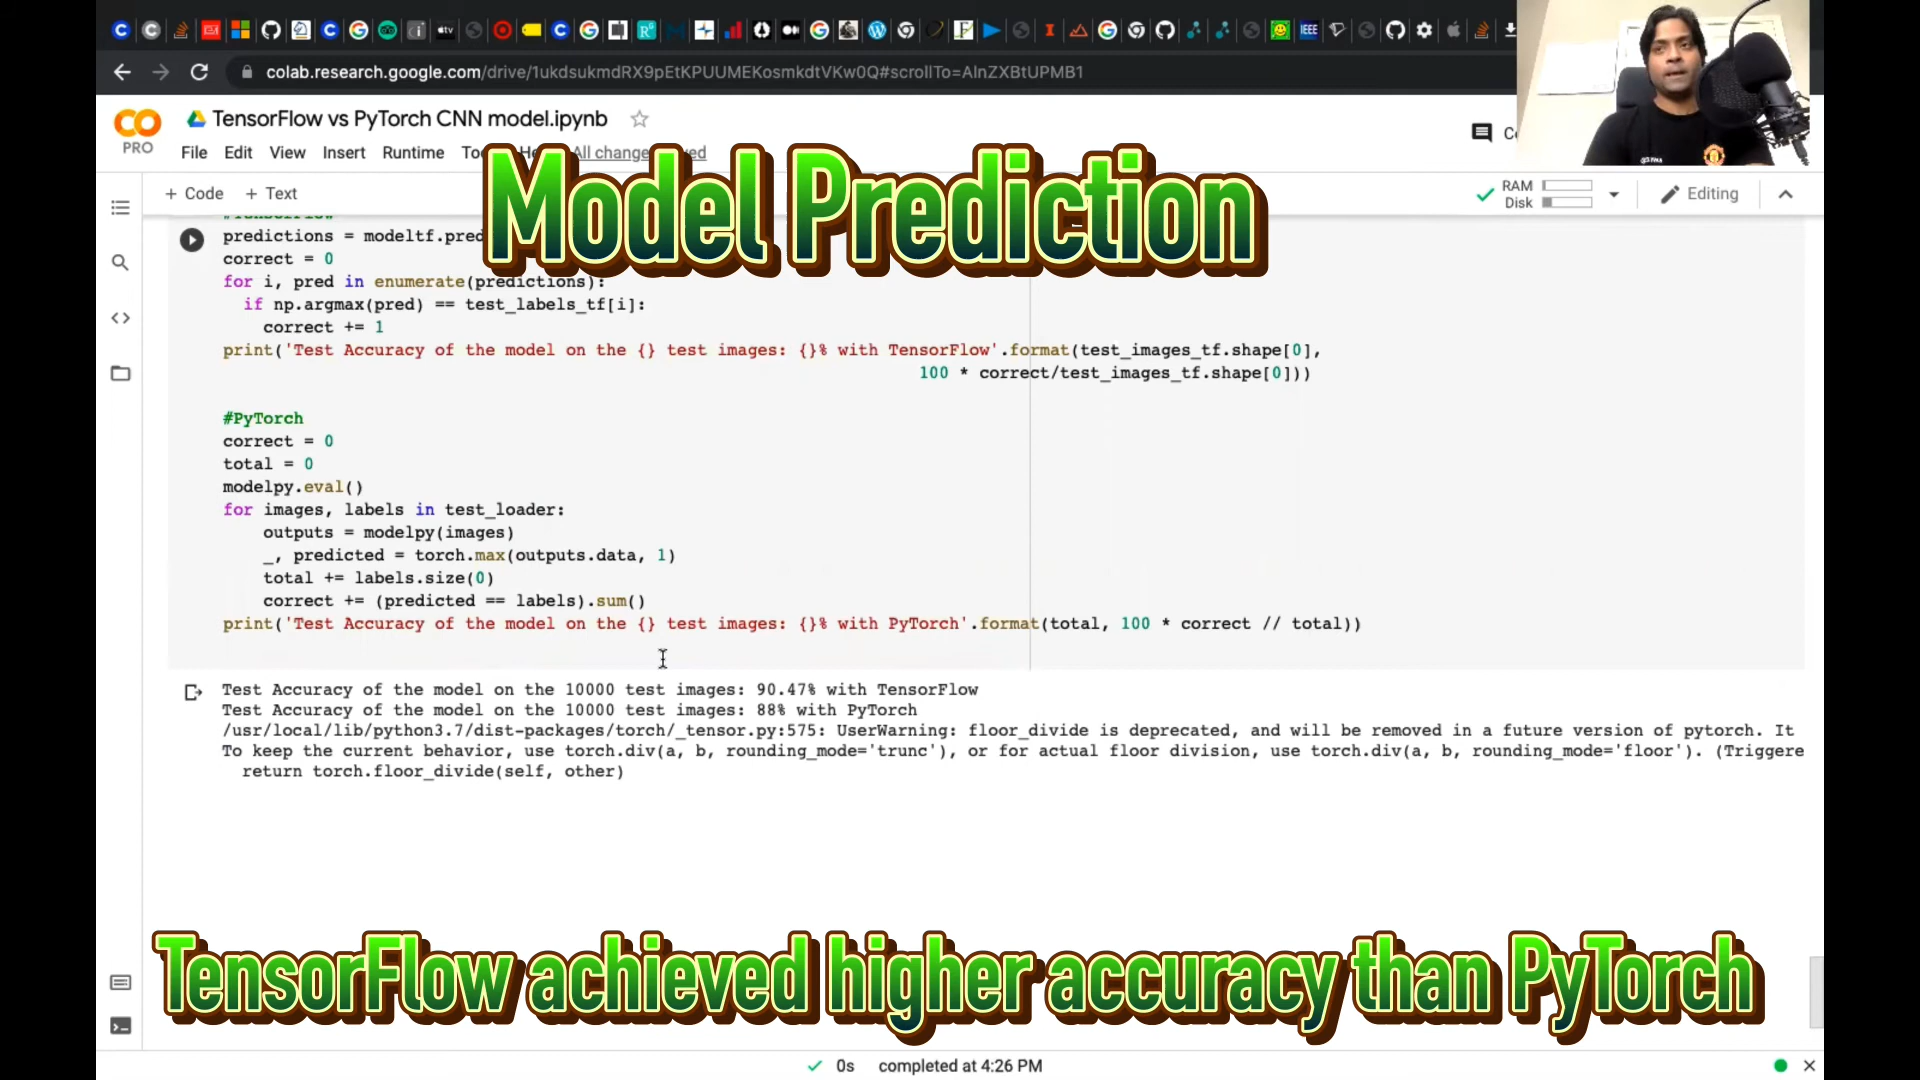 colab.research.google.com/drive/1ukdsukmdRX9pEtKPUUMEKosmkdtVKw0Q#scrollTo=AlnZXBtUPMB1
TensorFlow vs PyTorch CNN model.ipynb
PRO
File Edit View Insert Runtime
Model Prediction
+ Code + Text
RAM
Disk
Editing
predictions = modeltf.pred
correct = 0
for i, pred in enumerate(predictions):
if np.argmax(pred) == test_labels_tf[i]:
correct += 1
print('Test Accuracy of the model on the {} test images: {}% with TensorFlow'.format(test_images_tf.shape[0],
100 * correct/test_images_tf.shape[0]))
#PyTorch
correct = 0
total = 0
modelpy.eval()
for images, labels in test_loader:
outputs = modelpy(images)
_, predicted = torch.max(outputs.data, 1)
total += labels.size(0)
correct += (predicted == labels).sum()
print('Test Accuracy of the model on the {} test images: {}% with PyTorch'.format(total, 100 * correct // total))
Test Accuracy of the model on the 10000 test images: 90.47% with TensorFlow
Test Accuracy of the model on the 10000 test images: 88% with PyTorch
/usr/local/lib/python3.7/dist-packages/torch/_tensor.py:575: UserWarning: floor_divide is deprecated, and will be removed in a future version of pytorch. It
To keep the current behavior, use torch.div(a, b, rounding_mode='trunc'), or for actual floor division, use torch.div(a, b, rounding_mode='floor'). (Triggere
return torch.floor_divide(self, other)
TensorFlow achieved higher accuracy than PyTorch
0s completed at 4:26 PM